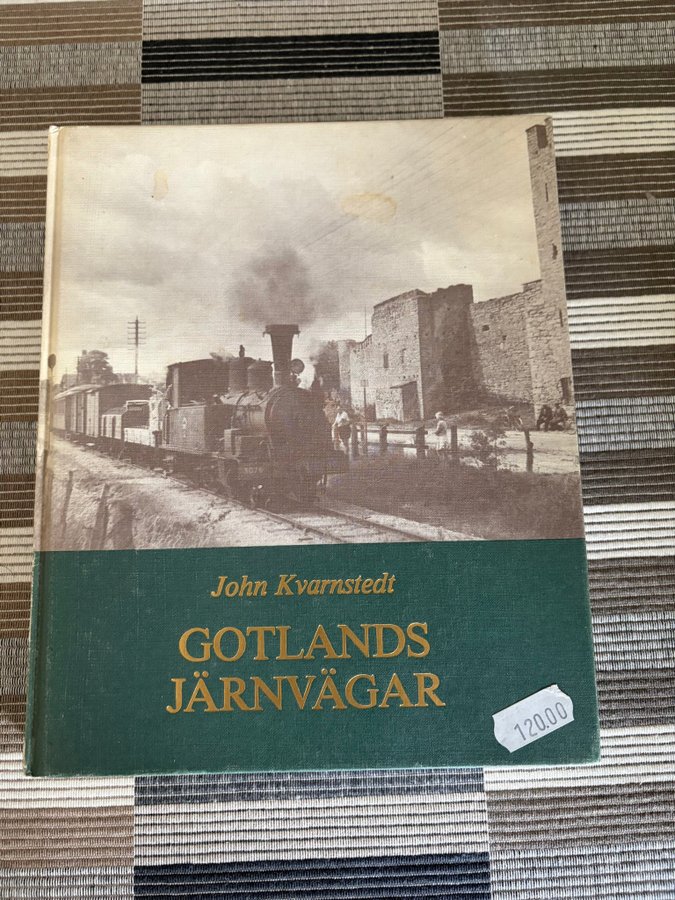 John Kvarnstedt
GOTLANDS
JÄRNVÄGAR
120.00